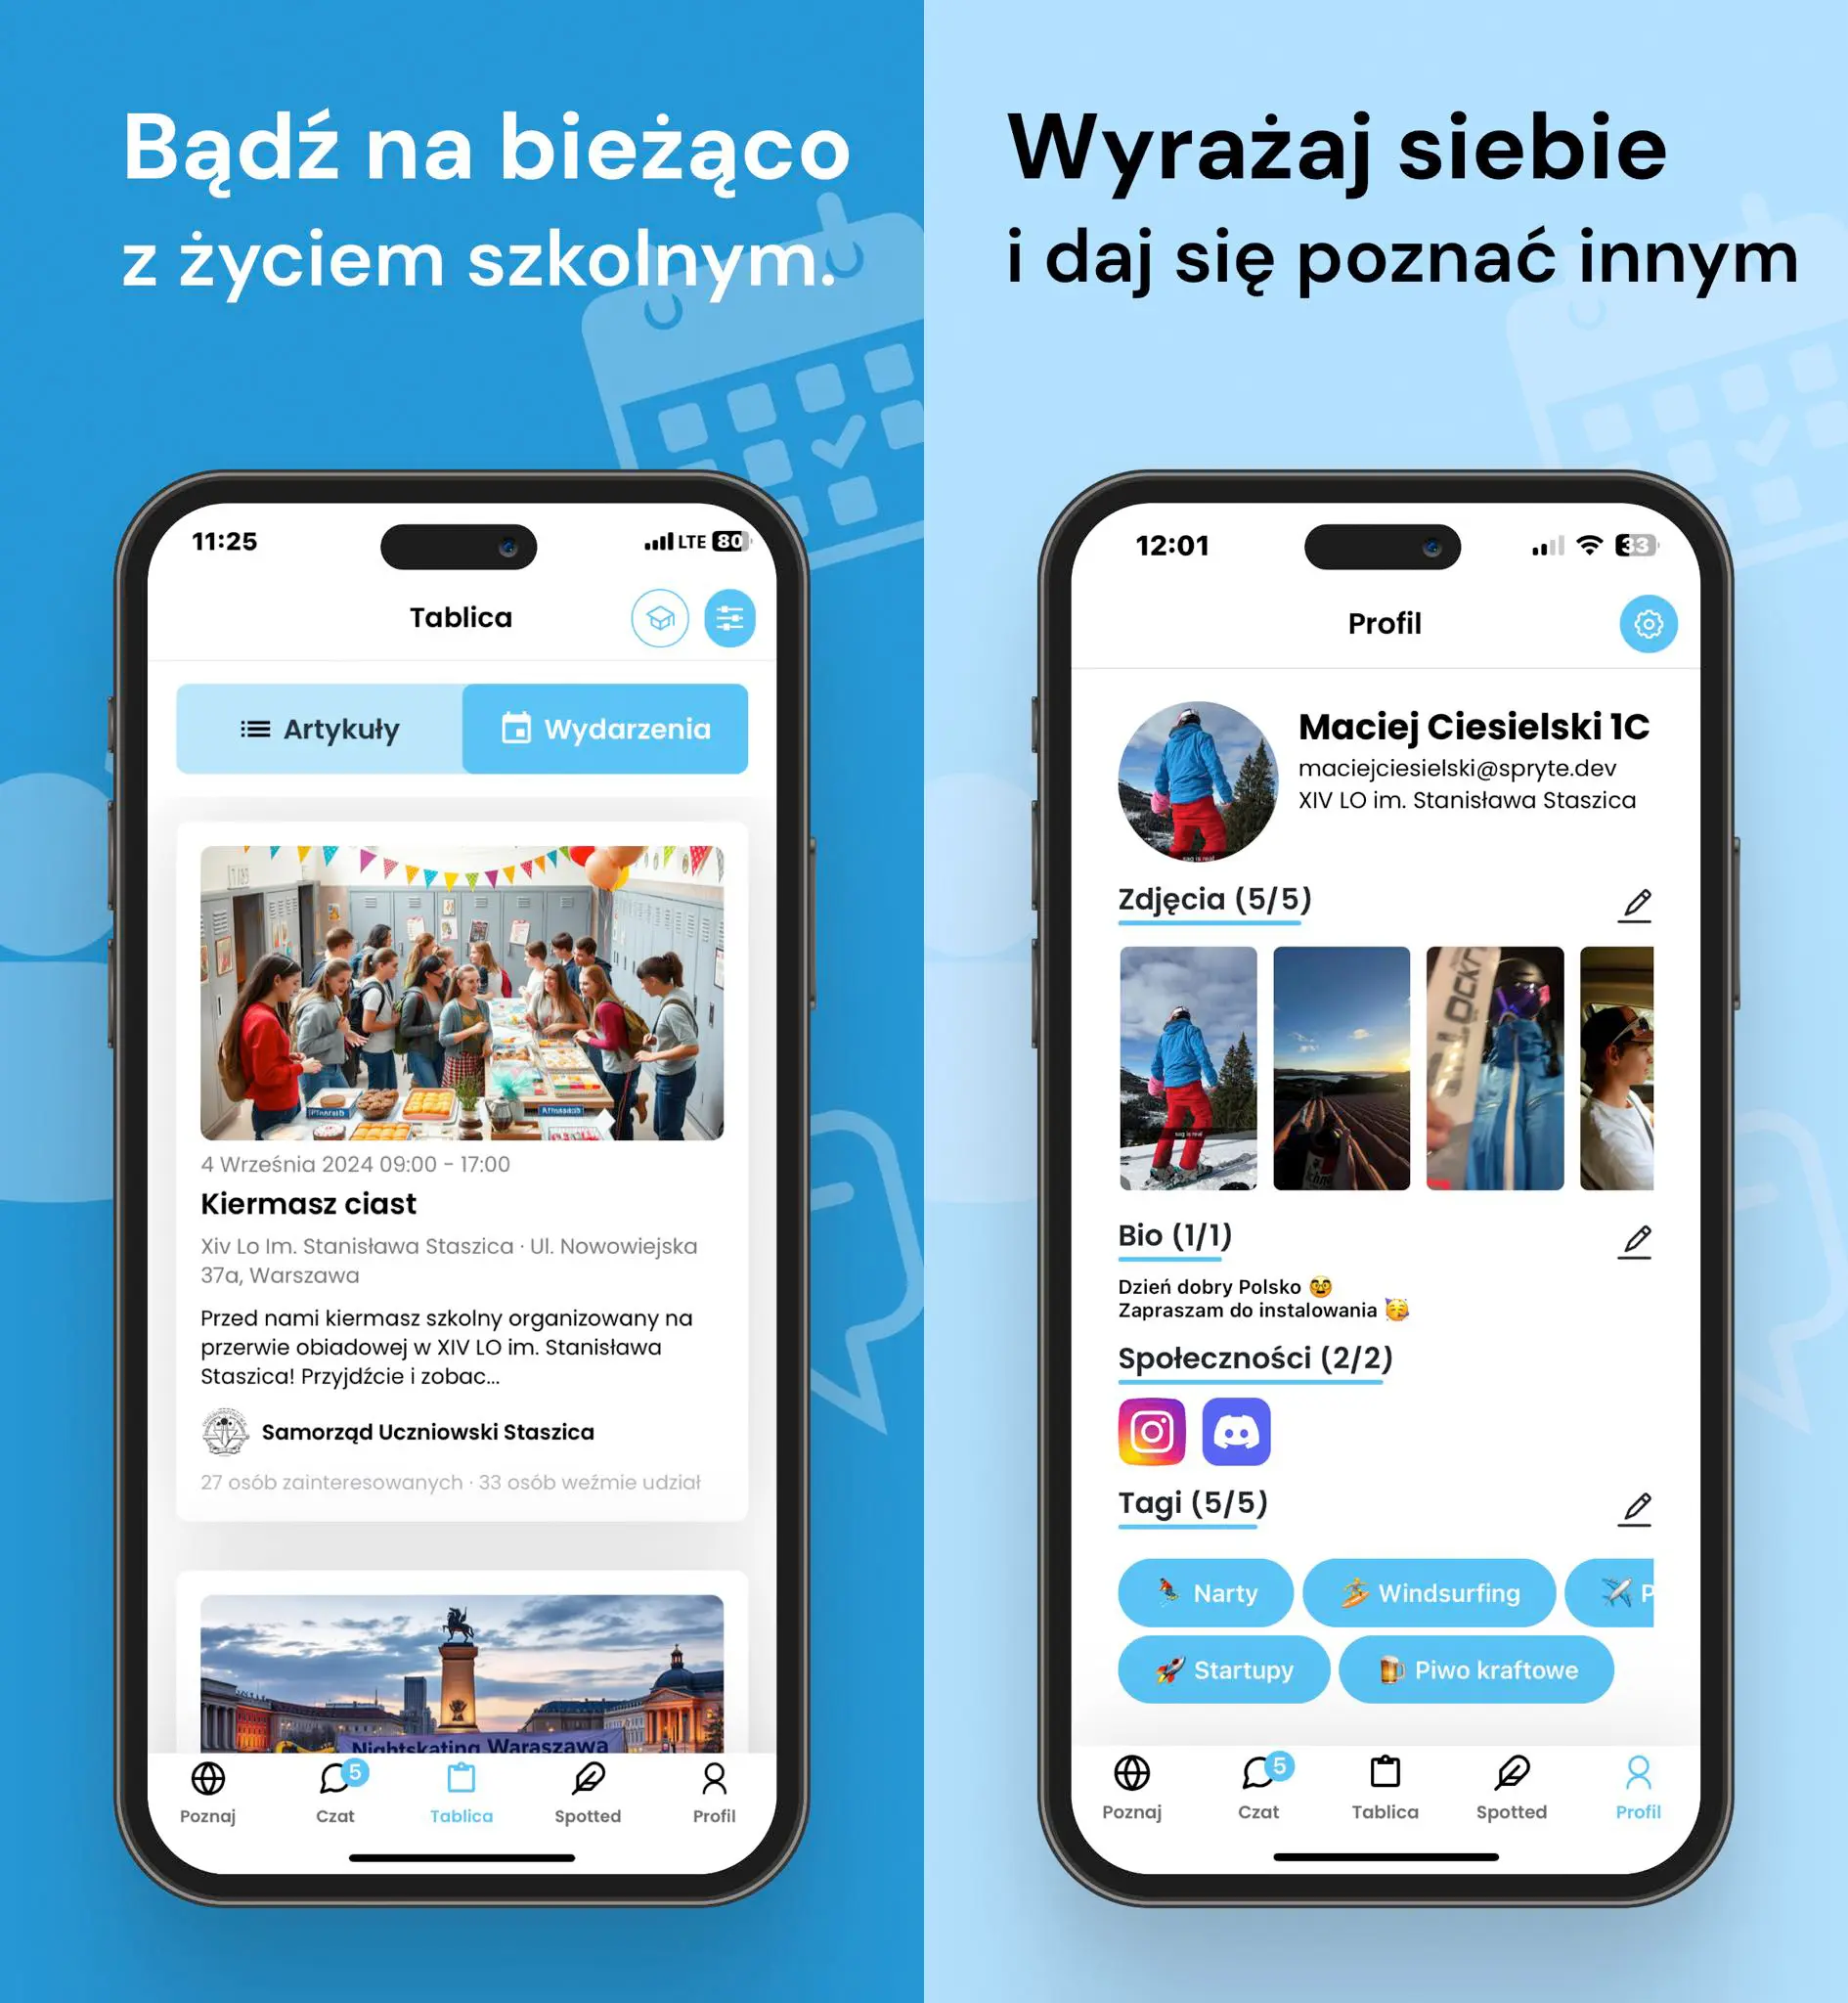 Bądź na bieżąco
z życiem szkolnym.
11:25
LTE 80
Tablica
Artykuły
Wydarzenia
4 Września 2024 09:00 - 17:00
Kiermasz ciast
Xiv Lo Im. Stanisława Staszica · Ul. Nowowiejska
37a, Warszawa
Przed nami kiermasz szkolny organizowany na
przerwie obiadowej w XIV LO im. Stanisława
Staszica! Przyjdźcie i zobac...
Samorząd Uczniowski Staszica
27 osób zainteresowanych · 33 osób weźmie udział
Nightskating Waraszawa
5
Poznaj
Czat
Tablica
Spotted
Profil
Wyrażaj siebie
i daj się poznać innym
12:01
33
Profil
Maciej Ciesielski 1C
maciejciesielski@spryte.dev
XIV LO im. Stanisława Staszica
Zdjęcia (5/5)
Bio (1/1)
Dzień dobry Polsko 🥸
Zapraszam do instalowania 🥳
Społeczności (2/2)
Tagi (5/5)
⛷️ Narty
🏄 Windsurfing
✈️ P
🚀 Startupy
🍺 Piwo kraftowe
5
Poznaj
Czat
Tablica
Spotted
Profil